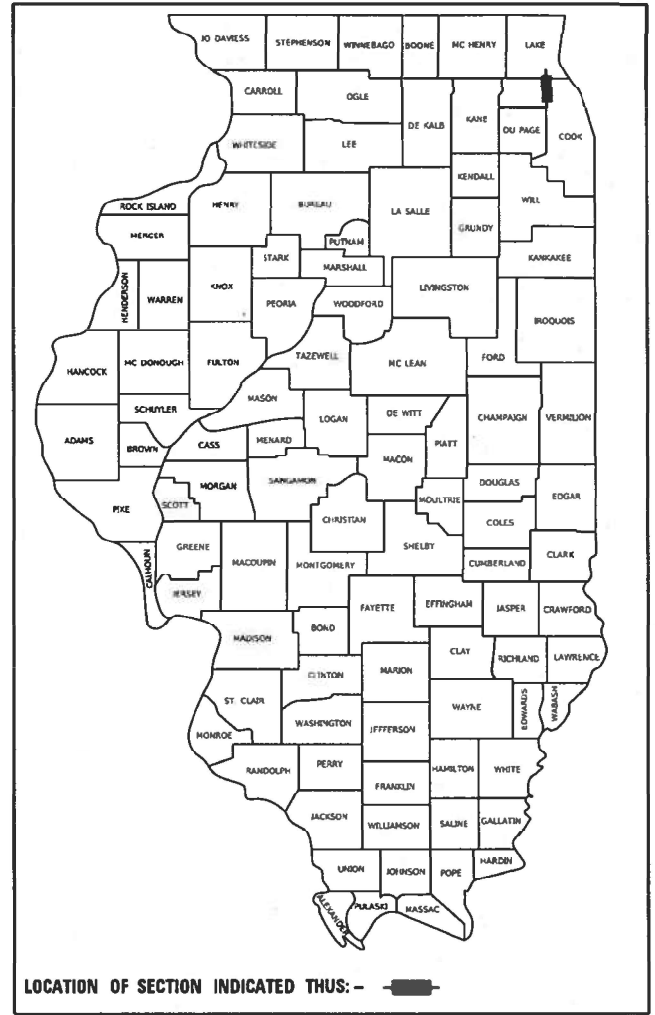 JO DAVIESS STEPHENSON WINNEBAGO BOONE MC HENRY LAKE
CARROLL OGLE DE KALB KANE DU PAGE COOK
WHITESIDE LEE
KENDALL WILL
ROCK ISLAND HENRY BUREAU LA SALLE GRUNDY
MERCER PUTNAM KANKAKEE
STARK MARSHALL
HENDERSON WARREN KNOX PEORIA WOODFORD LIVINGSTON IROQUOIS
HANCOCK MC DONOUGH FULTON TAZEWELL MC LEAN FORD
MASON
SCHUYLER LOGAN DE WITT CHAMPAIGN VERMILION
ADAMS BROWN CASS MENARD MACON PIATT
PIKE SCOTT MORGAN SANGAMON MOULTRIE DOUGLAS EDGAR
CHRISTIAN COLES
CALHOUN GREENE MACOUPIN MONTGOMERY SHELBY CUMBERLAND CLARK
JERSEY FAYETTE EFFINGHAM JASPER CRAWFORD
MADISON BOND
CLINTON MARION CLAY RICHLAND LAWRENCE
ST. CLAIR WAYNE EDWARDS WABASH
MONROE WASHINGTON JEFFERSON
RANDOLPH PERRY HAMILTON WHITE
FRANKLIN
JACKSON WILLIAMSON SALINE GALLATIN
UNION JOHNSON POPE HARDIN
ALEXANDER PULASKI MASSAC
LOCATION OF SECTION INDICATED THUS: -